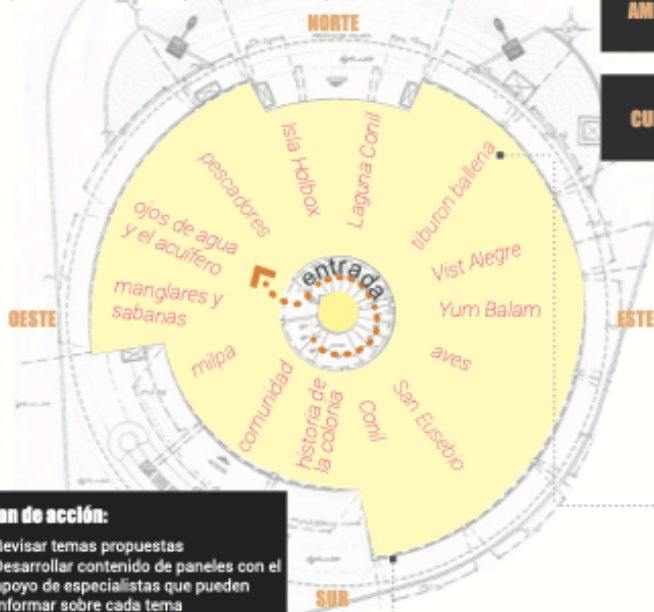 NORTE
AM
CU
Isla Holbox
Laguna Conil
pescadores
tiburon ballena
ojos de agua
y el acuífero
Vist Alegre
entrada
manglares y
sabanas
Yum Balam
OESTE
ESTE
milpa
aves
comunidad
historia de
la colonia
Conil
San Eusebio
an de acción:
Revisar temas propuestas
Desarrollar contenido de paneles con el
apoyo de especialistas que pueden
informar sobre cada tema
SUR